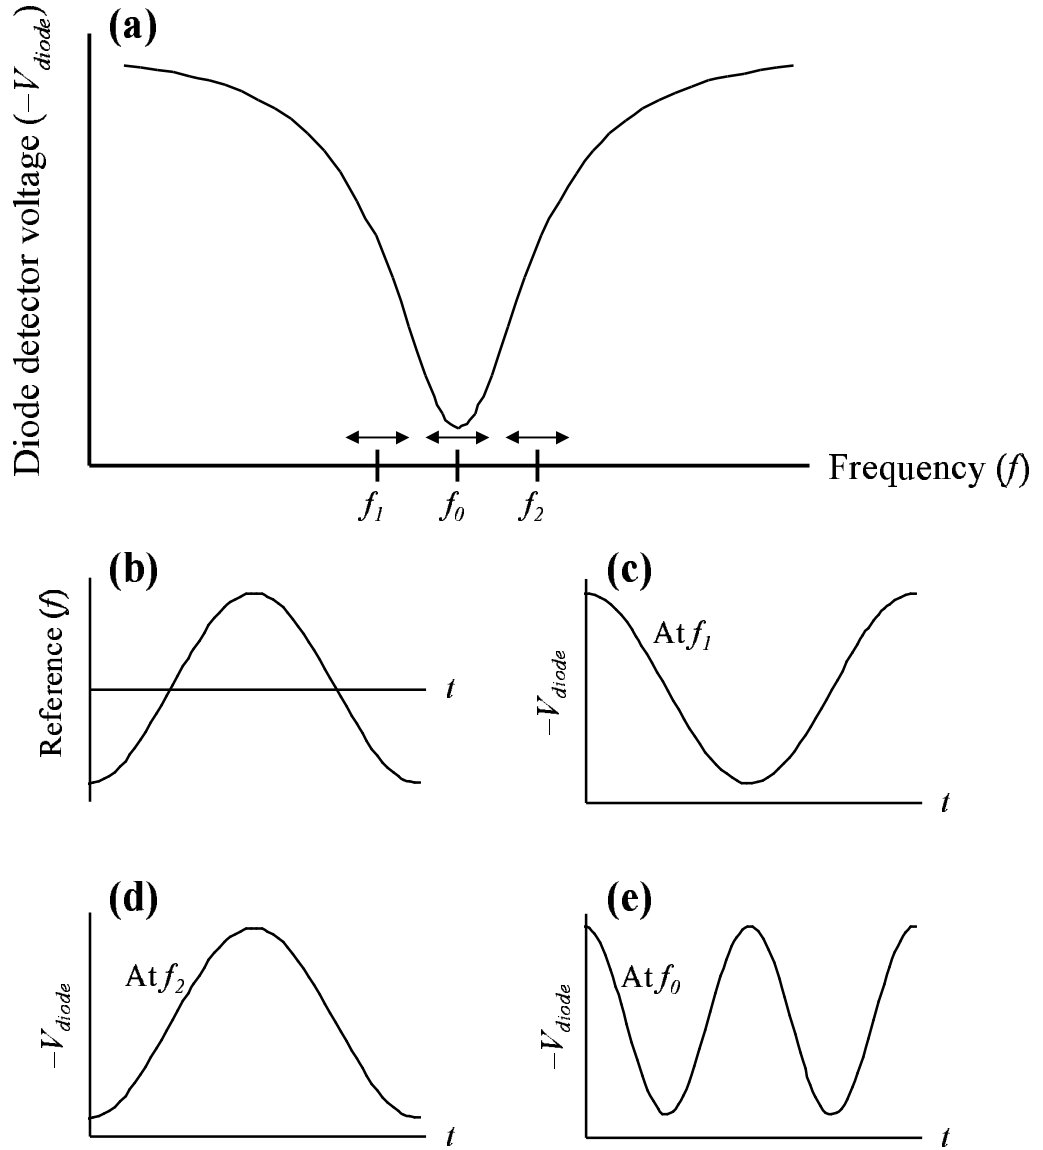 (a)
Diode detector voltage (−V_diode)
f_1 f_0 f_2
Frequency (f)
(b)
Reference (f)
t
(c)
At f_1
−V_diode
t
(d)
At f_2
−V_diode
t
(e)
At f_0
−V_diode
t